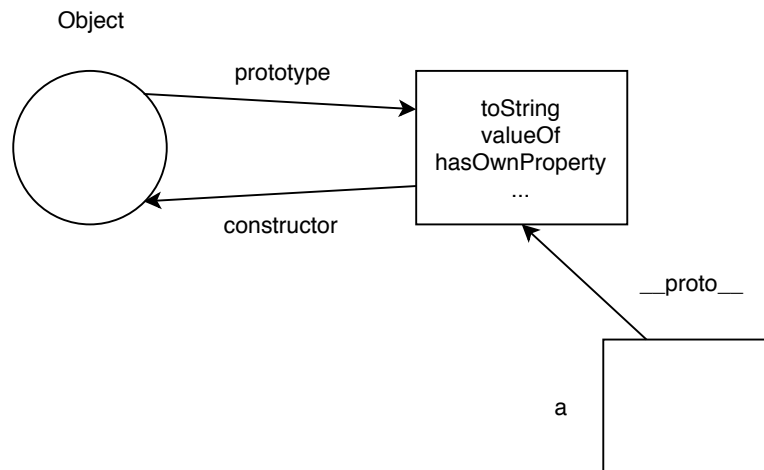 Object
prototype
toString
valueOf
hasOwnProperty
...
constructor
__proto__
a